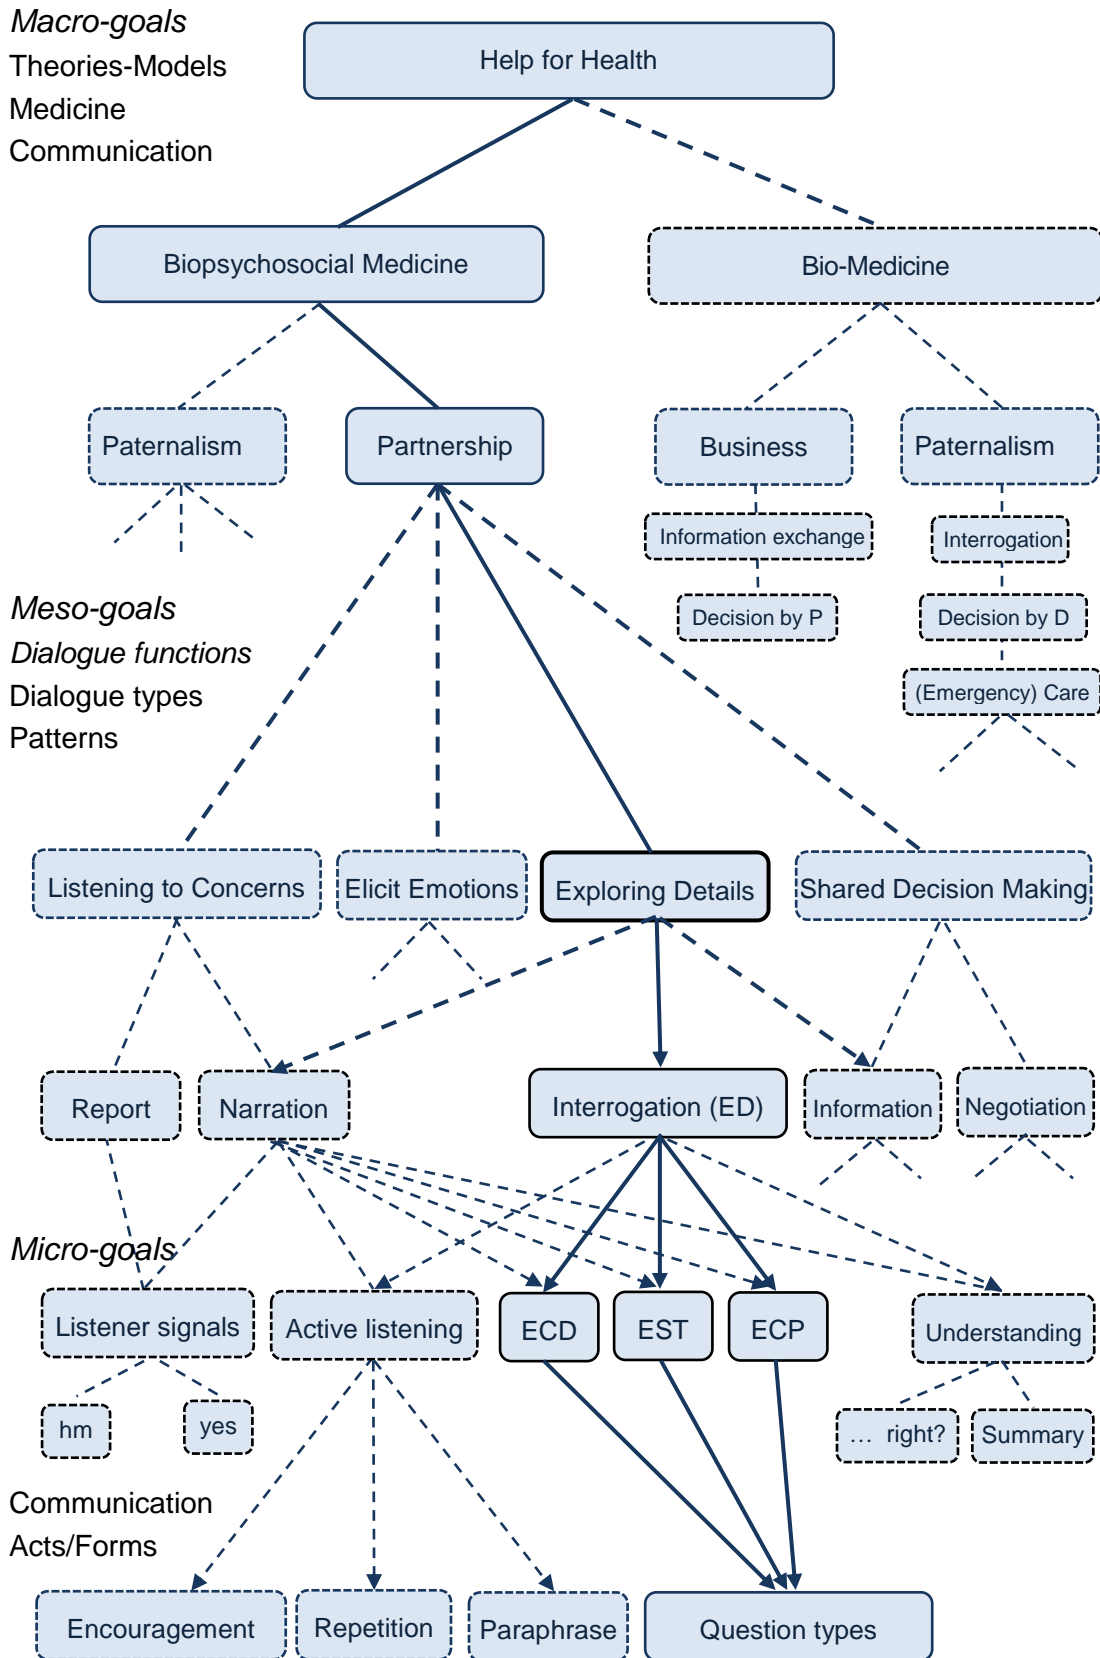 Macro-goals
Theories-Models
Medicine
Communication
Help for Health
Biopsychosocial Medicine
Bio-Medicine
Paternalism
Partnership
Business
Paternalism
Information exchange
Interrogation
Decision by P
Decision by D
(Emergency) Care
Meso-goals
Dialogue functions
Dialogue types
Patterns
Listening to Concerns
Elicit Emotions
Exploring Details
Shared Decision Making
Report
Narration
Interrogation (ED)
Information
Negotiation
Micro-goals
Listener signals
Active listening
ECD
EST
ECP
Understanding
hm
yes
… right?
Summary
Communication
Acts/Forms
Encouragement
Repetition
Paraphrase
Question types